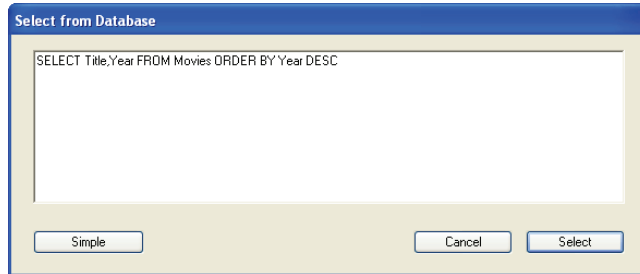 Select from Database
SELECT Title,Year FROM Movies ORDER BY Year DESC
Simple
Cancel
Select